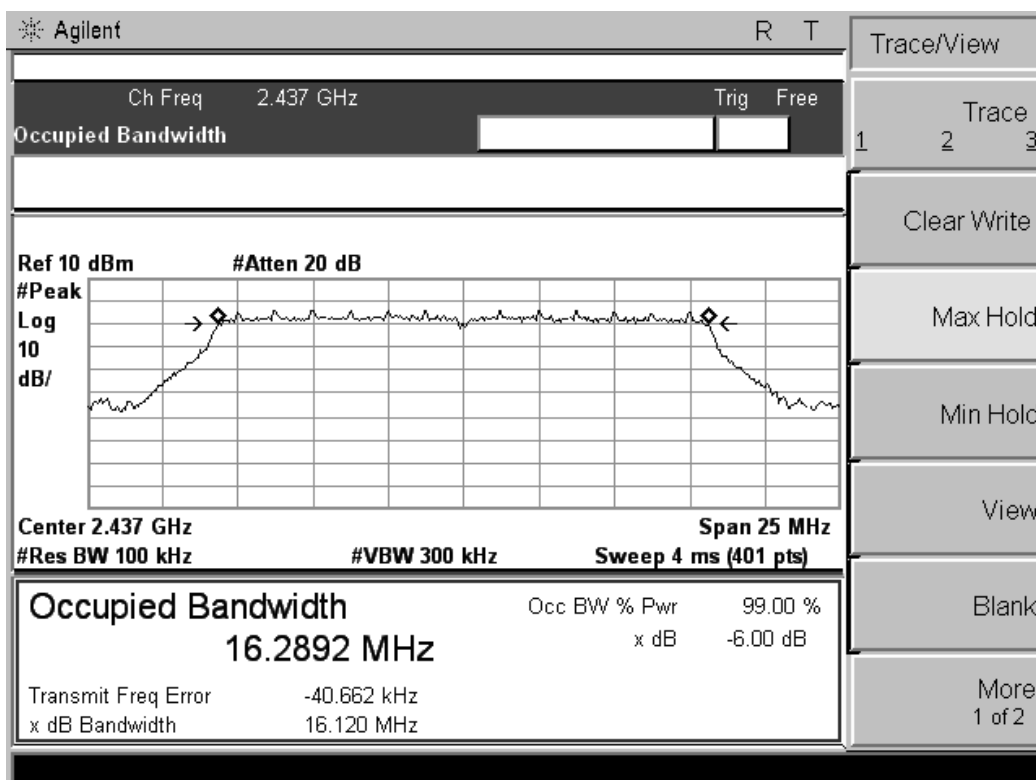 Agilent R T
Ch Freq 2.437 GHz Trig Free
Occupied Bandwidth
Ref 10 dBm #Atten 20 dB
#Peak
Log
10
dB/
Center 2.437 GHz Span 25 MHz
#Res BW 100 kHz #VBW 300 kHz Sweep 4 ms (401 pts)
Occupied Bandwidth
16.2892 MHz
Occ BW % Pwr 99.00 %
x dB -6.00 dB
Transmit Freq Error -40.662 kHz
x dB Bandwidth 16.120 MHz
Trace/View
Trace
1 2 3
Clear Write
Max Hold
Min Hold
View
Blank
More
1 of 2